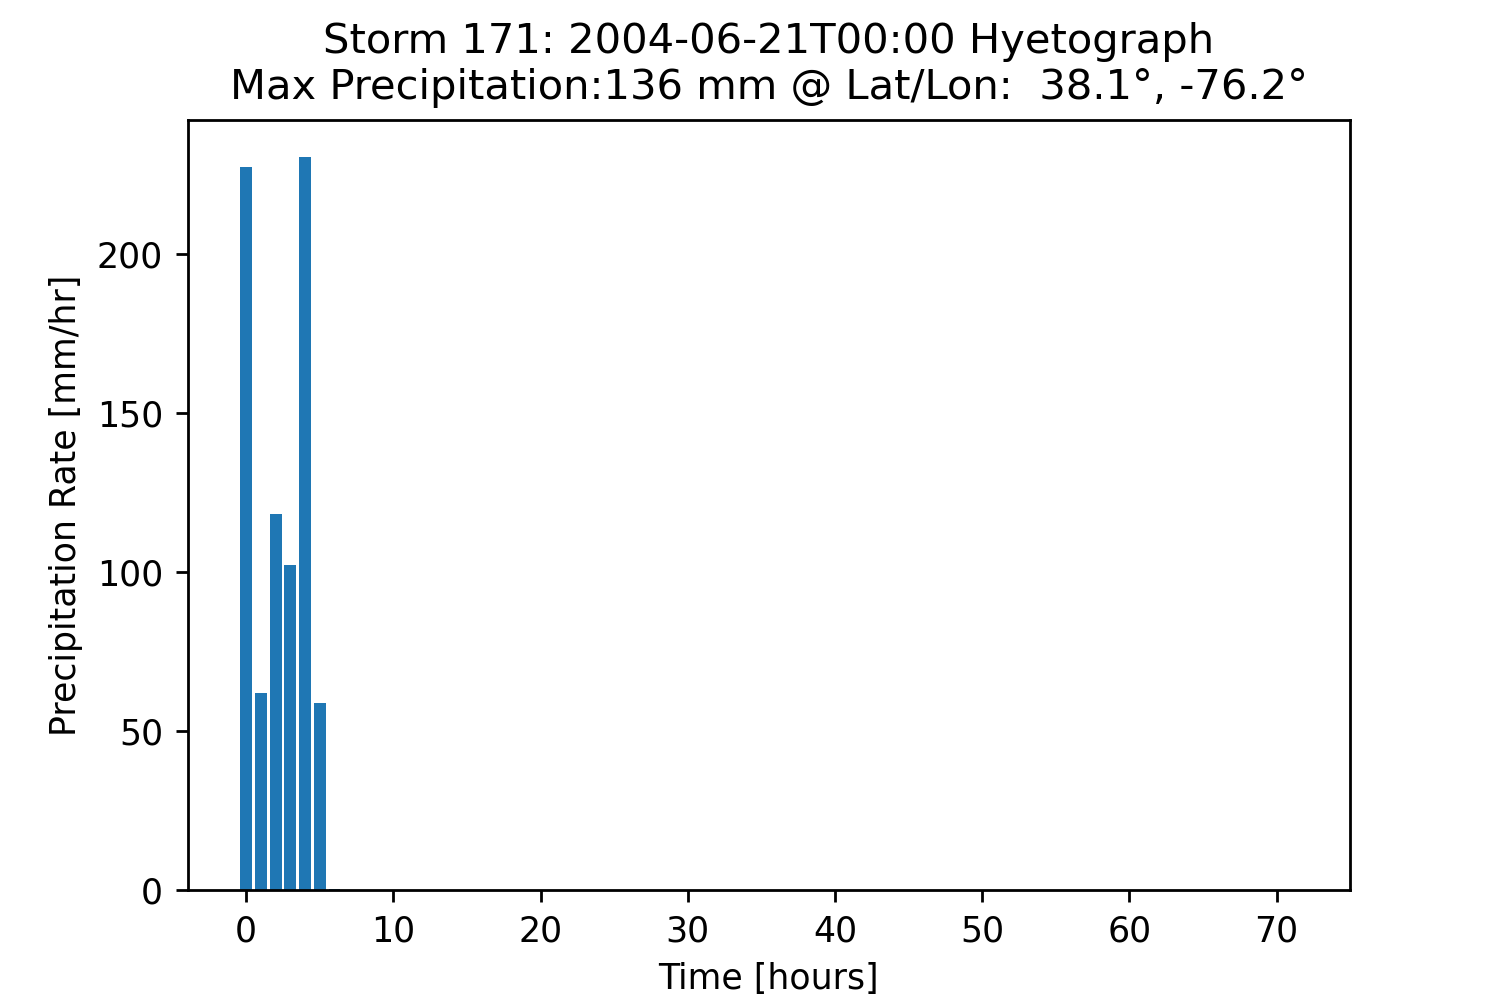 Storm 171: 2004-06-21T00:00 Hyetograph
Max Precipitation:136 mm @ Lat/Lon:  38.1°, -76.2°
Precipitation Rate [mm/hr]
200
150
100
50
0
0 10 20 30 40 50 60 70
Time [hours]